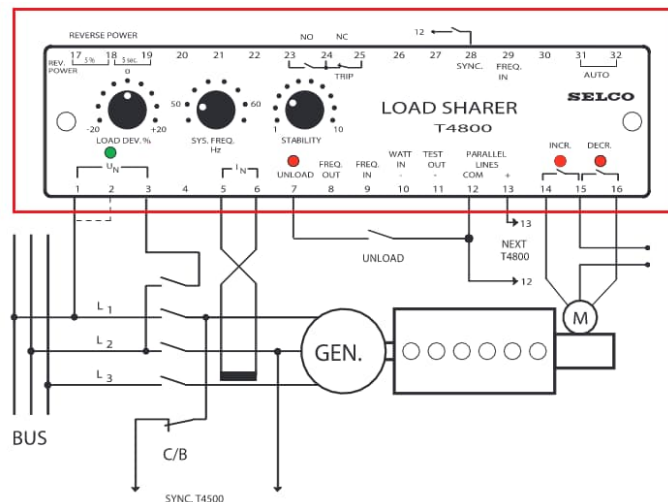 REVERSE POWER
12
NO NC
17 18 19 20 21 22 23 24 25 26 27 28 29 30 31 32
REV. POWER
3% 5 sec.
TRIP
SYNC.
FREQ. IN
AUTO
0
-20 +20
LOAD DEV. %
50 60
SYS. FREQ. Hz
1 10
STABILITY
LOAD SHARER
T4800
SELCO
UN
IN
UNLOAD
FREQ. OUT
FREQ. IN
WATT IN -
TEST OUT -
PARALLEL LINES
COM +
INCR.
DECR.
1 2 3 4 5 6 7 8 9 10 11 12 13 14 15 16
13
NEXT T4800
12
UNLOAD
L1
L2
L3
GEN.
M
BUS
C/B
SYNC. T4500